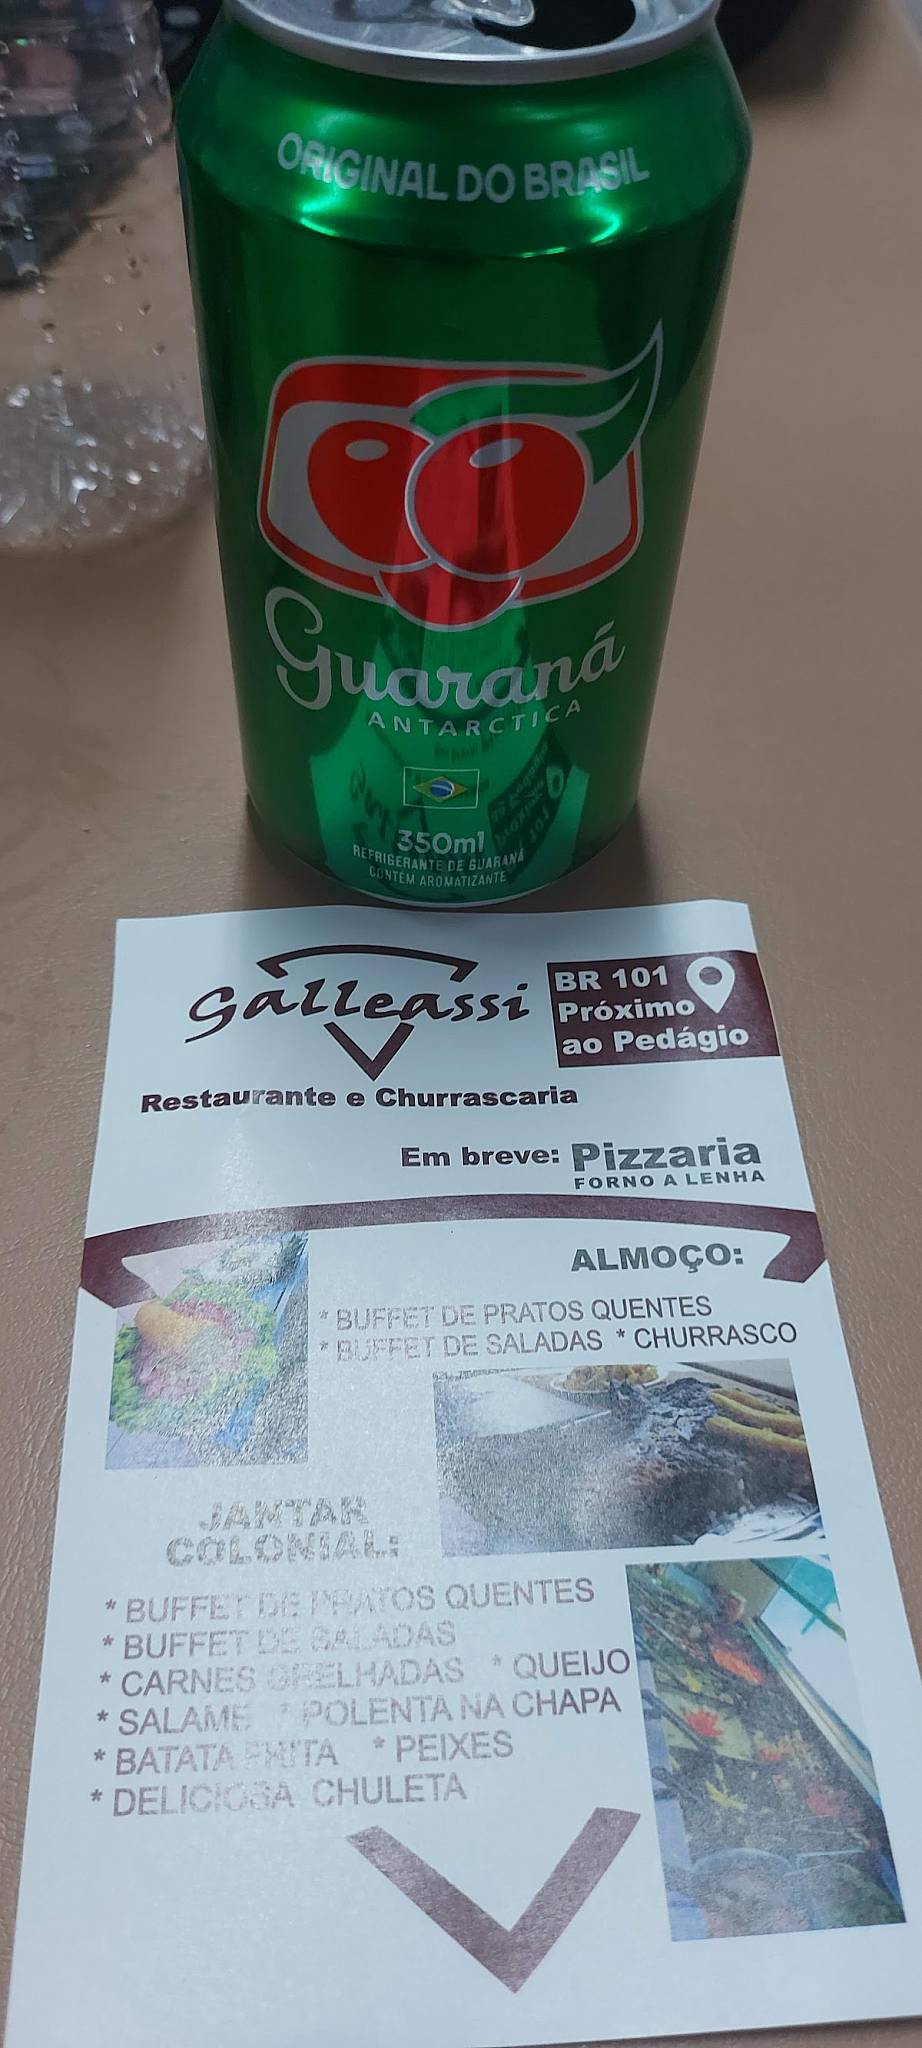 ORIGINAL DO BRASIL
Guaraná
ANTARCTICA
350ml
REFRIGERANTE DE GUARANÁ
CONTÉM AROMATIZANTE
Galleassi
Restaurante e Churrascaria
BR 101
Próximo
ao Pedágio
Em breve: Pizzaria
FORNO A LENHA
ALMOÇO:
* BUFFET DE PRATOS QUENTES
* BUFFET DE SALADAS * CHURRASCO
JANTAR
COLONIAL:
* BUFFET DE PRATOS QUENTES
* BUFFET DE SALADAS
* CARNES GRELHADAS * QUEIJO
* SALAME * POLENTA NA CHAPA
* BATATA FRITA * PEIXES
* DELICIOSA CHULETA